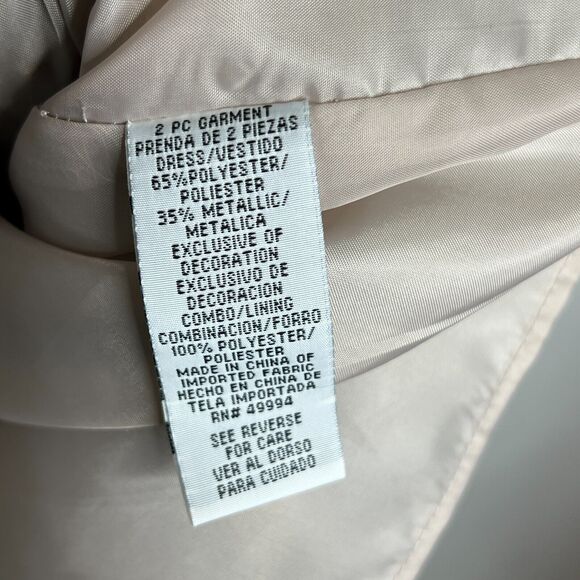 2 PC GARMENT
PRENDA DE 2 PIEZAS
DRESS/VESTIDO
65%POLYESTER/
POLIESTER
35% METALLIC/
METALICA
EXCLUSIVE OF
DECORATION
EXCLUSIVO DE
DECORACION
COMBO/LINING
COMBINACION/FORRO
100% POLYESTER/
POLIESTER
MADE IN CHINA OF
IMPORTED FABRIC
HECHO EN CHINA DE
TELA IMPORTADA
RN# 49994
SEE REVERSE
FOR CARE
VER AL DORSO
PARA CUIDADO